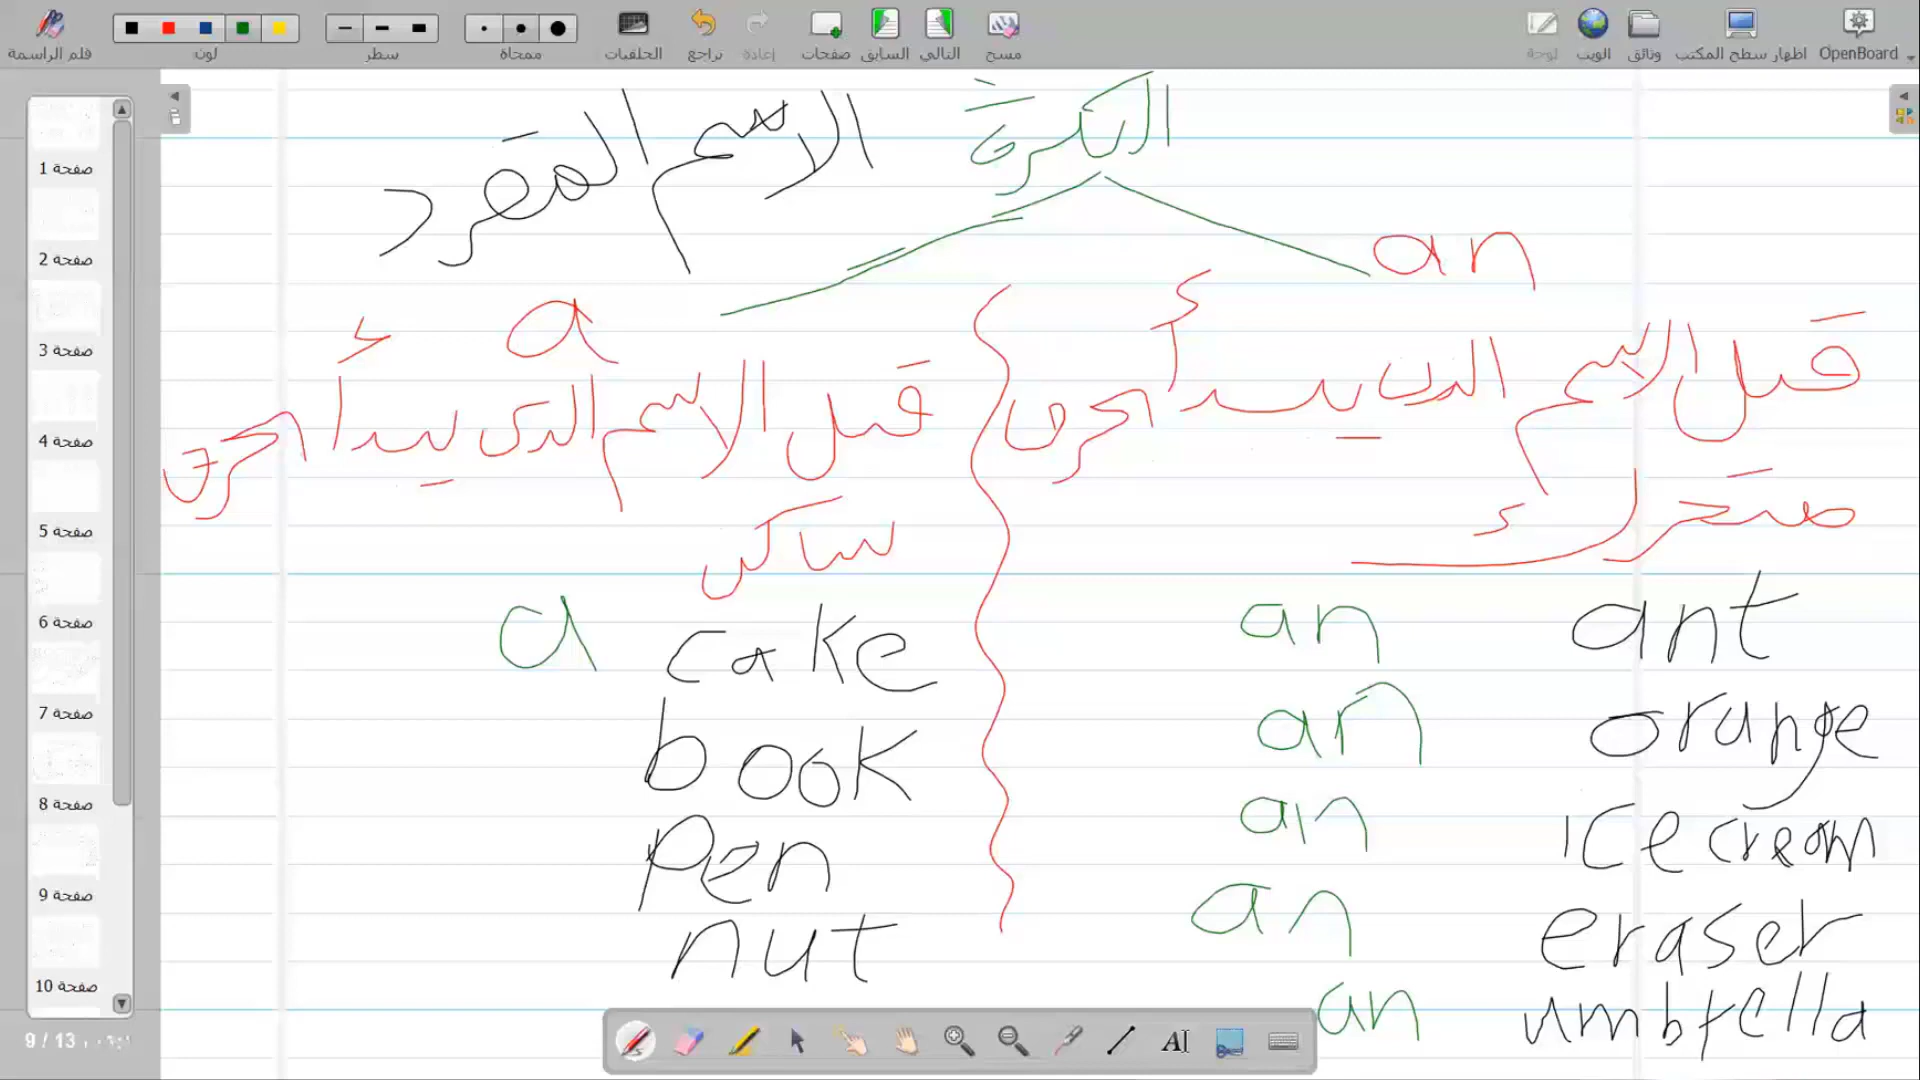 قلم الراسمة
لون
سطر
ممحاة
الخلفيات
تراجع
إعادة
صفحات
السابق
التالي
مسح
لوحة
الويب
وثائق
اظهار سطح المكتب
OpenBoard
صفحة 1
صفحة 2
صفحة 3
صفحة 4
صفحة 5
صفحة 6
صفحة 7
صفحة 8
صفحة 9
صفحة 10
9 / 13
النكرة
الاسم المفرد
an
قبل الاسم الذي يبدأ بحرف
متحرك
an ant
an orange
an ice cream
an eraser
an umbrella
a
قبل الاسم الذي يبدأ بحرف
ساكن
a cake
book
pen
nut